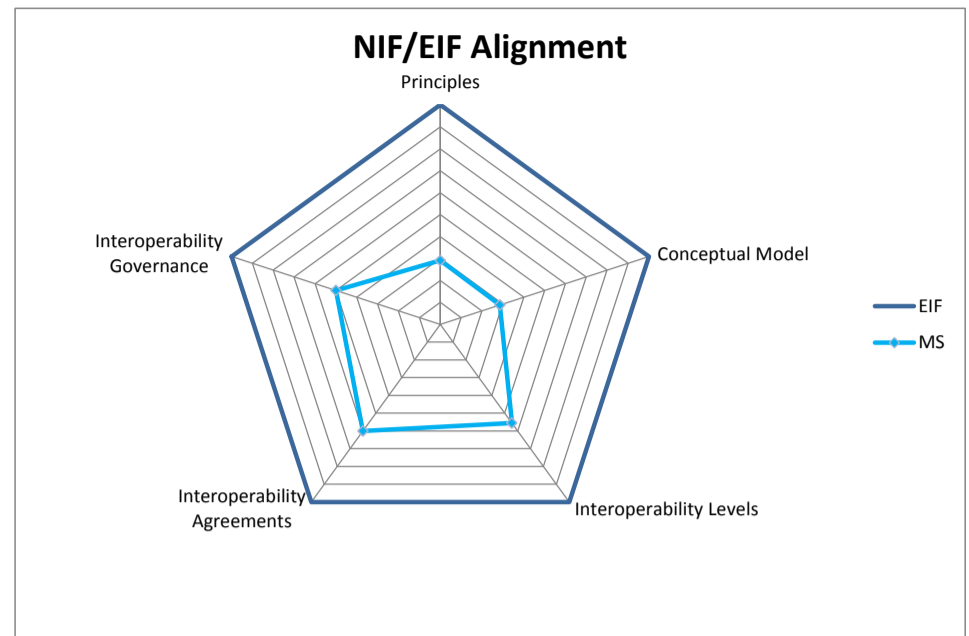 NIF/EIF Alignment
Principles
Conceptual Model
Interoperability Levels
Interoperability
Agreements
Interoperability
Governance
EIF
MS